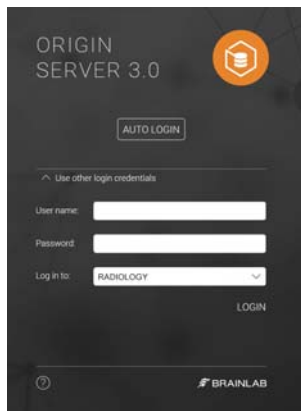 ORIGIN
SERVER 3.0
AUTO LOGIN
Use other login credentials
User name:
Password:
Log in to: RADIOLOGY
LOGIN
BRAINLAB